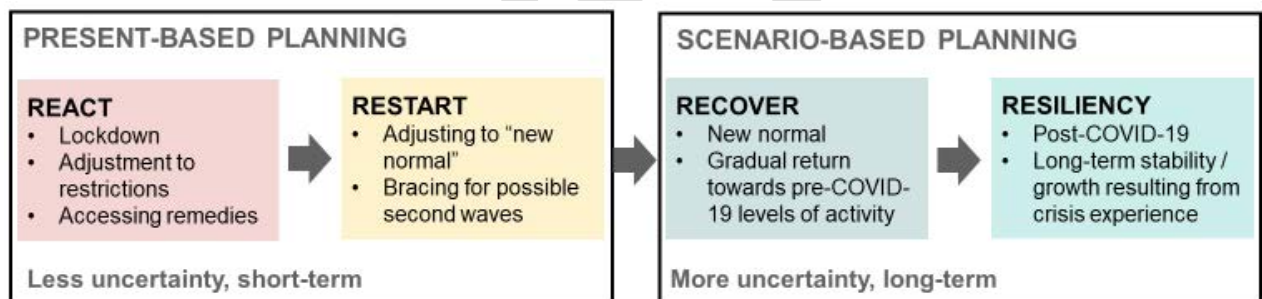 PRESENT-BASED PLANNING
REACT
• Lockdown
• Adjustment to
restrictions
• Accessing remedies
RESTART
• Adjusting to “new
normal”
• Bracing for possible
second waves
Less uncertainty, short-term
SCENARIO-BASED PLANNING
RECOVER
• New normal
• Gradual return
towards pre-COVID-
19 levels of activity
RESILIENCY
• Post-COVID-19
• Long-term stability /
growth resulting from
crisis experience
More uncertainty, long-term